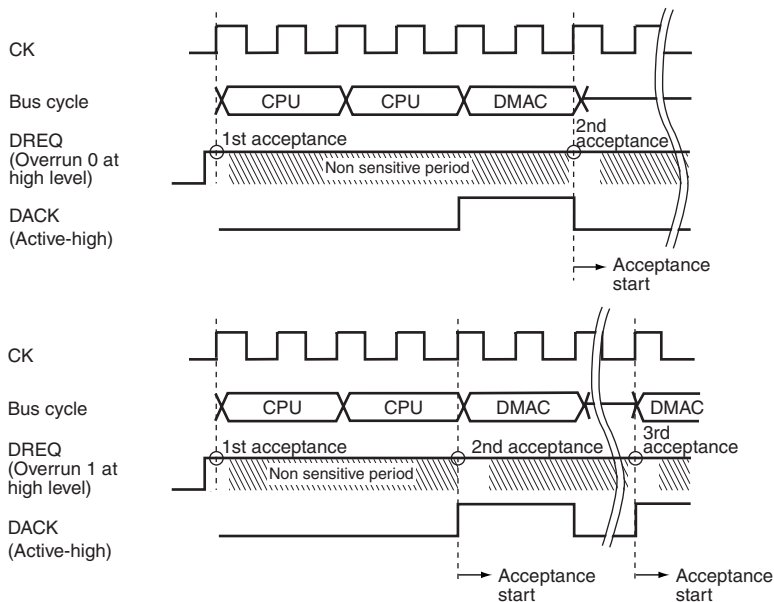 CK
Bus cycle
CPU CPU DMAC
DREQ
(Overrun 0 at
high level)
1st acceptance
2nd
acceptance
Non sensitive period
DACK
(Active-high)
Acceptance
start
CK
Bus cycle
CPU CPU DMAC DMAC
DREQ
(Overrun 1 at
high level)
1st acceptance
2nd acceptance
3rd
acceptance
Non sensitive period
DACK
(Active-high)
Acceptance
start
Acceptance
start